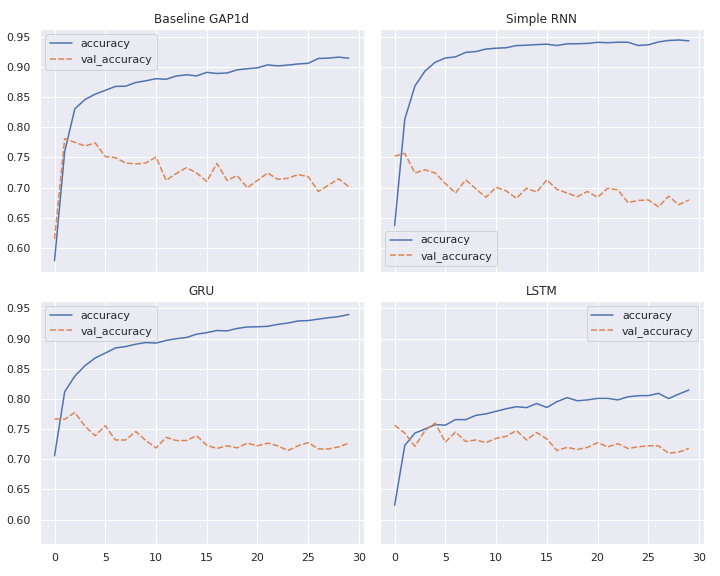 Baseline GAP1d
0.95
0.90
0.85
0.80
0.75
0.70
0.65
0.60
accuracy
val_accuracy
Simple RNN
accuracy
val_accuracy
GRU
0.95
0.90
0.85
0.80
0.75
0.70
0.65
0.60
accuracy
val_accuracy
0 5 10 15 20 25 30
LSTM
accuracy
val_accuracy
0 5 10 15 20 25 30